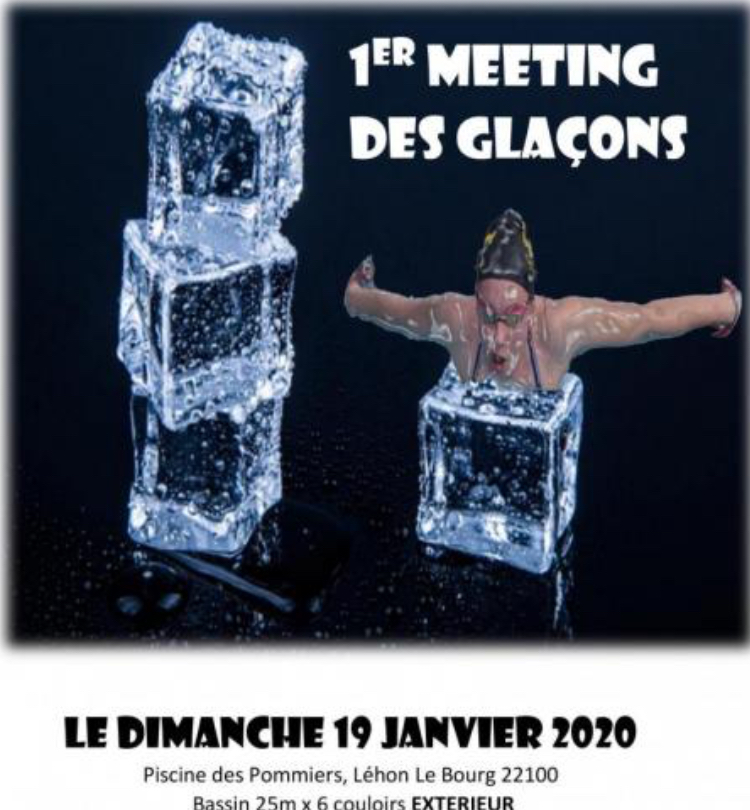 1ER MEETING
DES GLAÇONS
LE DIMANCHE 19 JANVIER 2020
Piscine des Pommiers, Léhon Le Bourg 22100
Bassin 25m x 6 couloirs EXTERIEUR